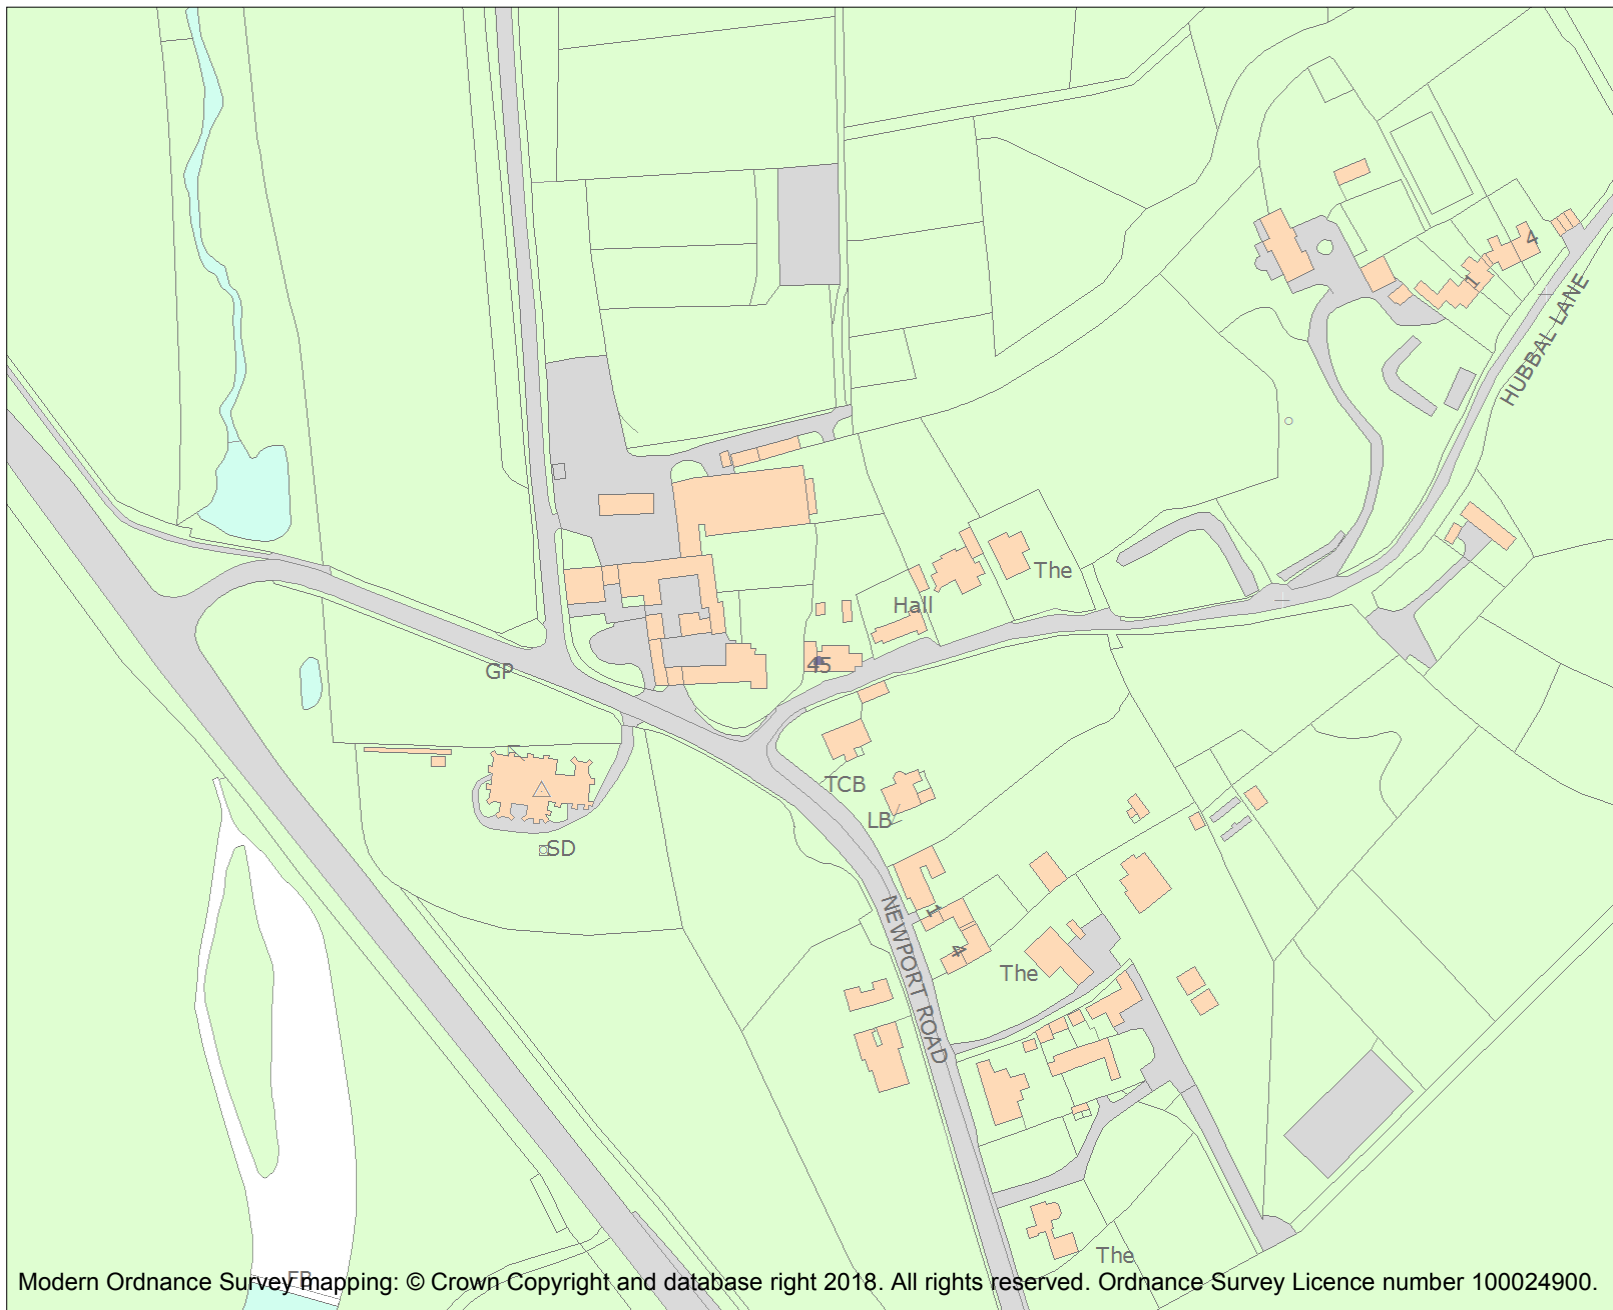 4
1
HUBBAL LANE
The
Hall
45
GP
TCB
LB
SD
1
4
NEWPORT ROAD
The
The
FB
Modern Ordnance Survey mapping: © Crown Copyright and database right 2018. All rights reserved. Ordnance Survey Licence number 100024900.